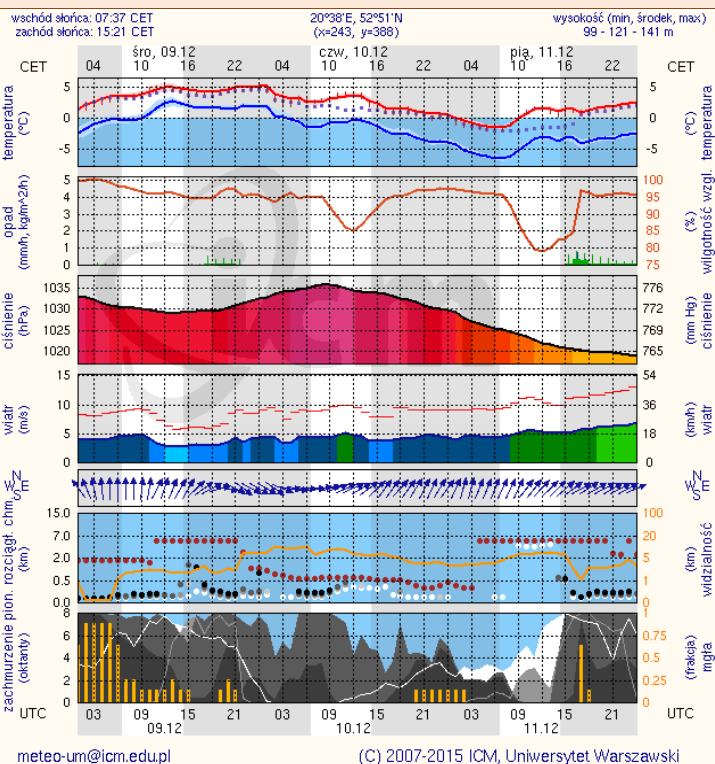 wschód słońca: 07:37 CET
zachód słońca: 15:21 CET
20°38'E, 52°51'N
(x=243, y=388)
wysokość (min, środek, max)
99 - 121 - 141 m
śro, 09.12 czw, 10.12 pią, 11.12
CET 04 10 16 22 04 10 16 22 04 10 16 22 CET
temperatura
(°C)
5
0
-5
5
0
-5
(°C)
temperatura
opad
(mm/h, kg/m^2/h)
5
4
3
2
1
0
100
95
90
85
80
75
(%)
wilgotność wzgl.
icm
ciśnienie
(hPa)
1035
1030
1025
1020
776
772
769
765
(mm Hg)
ciśnienie
wiatr
(m/s)
15
10
5
0
54
36
18
0
(km/h)
wiatr
N
W E
S
N
W E
S
pion. rozciągł. chm.
(km)
15.0
7.0
2.0
0.5
0.0
100
20
5
1
0
(km)
widzialność
zachmurzenie
(oktanty)
8
6
4
2
0
1
0.75
0.5
0.25
0
(frakcja)
mgła
UTC 03 09 15 21 03 09 15 21 03 09 15 21 UTC
09.12 10.12 11.12
meteo-um@icm.edu.pl
(C) 2007-2015 ICM, Uniwersytet Warszawski